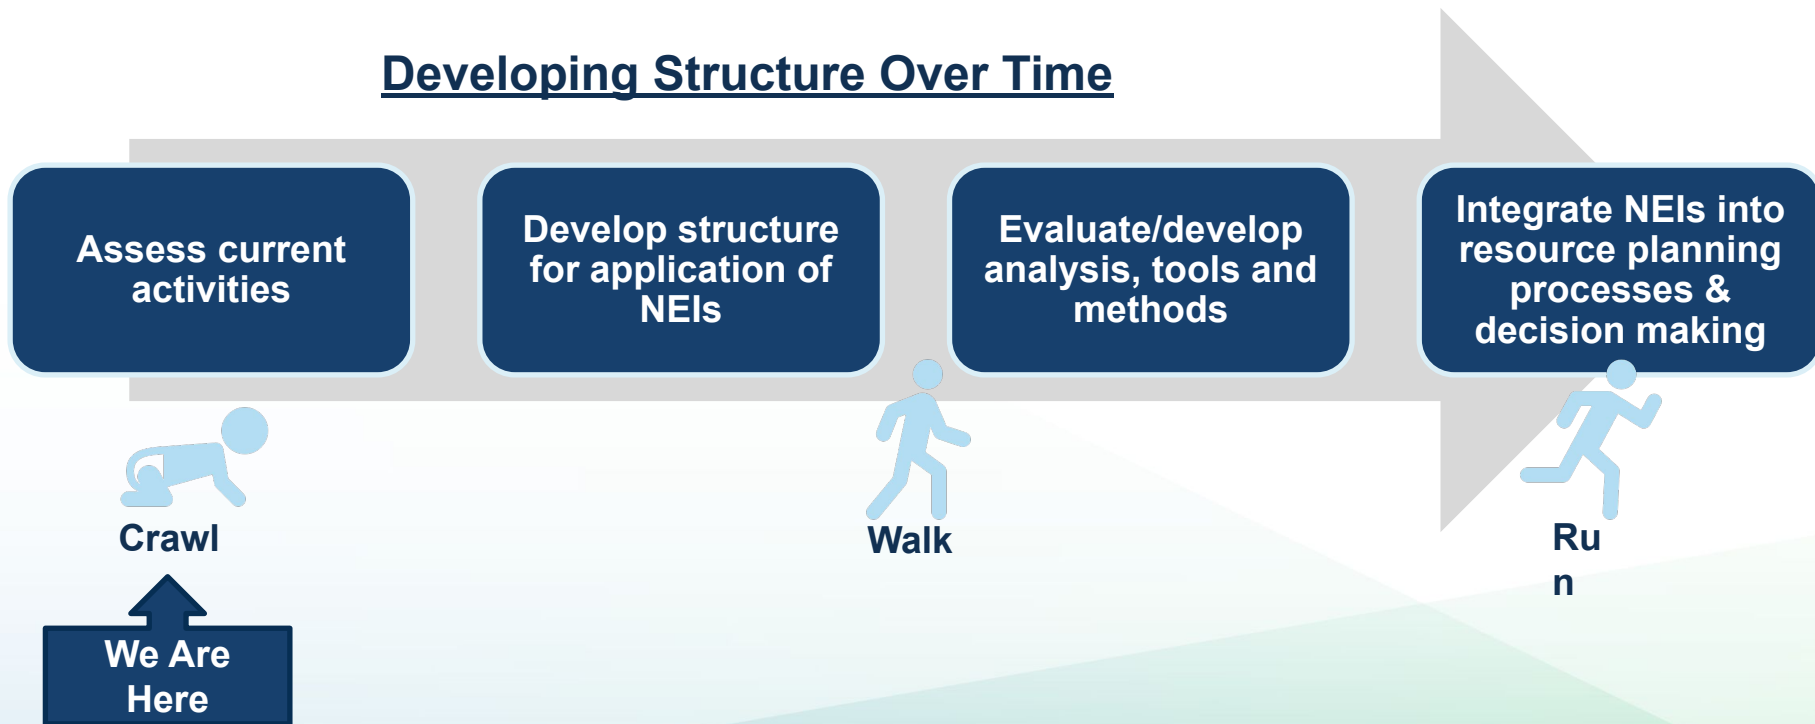 Developing Structure Over Time
Assess current
activities
Develop structure
for application of
NEIs
Evaluate/develop
analysis, tools and
methods
Integrate NEIs into
resource planning
processes &
decision making
Crawl
Walk
Ru
n
We Are
Here